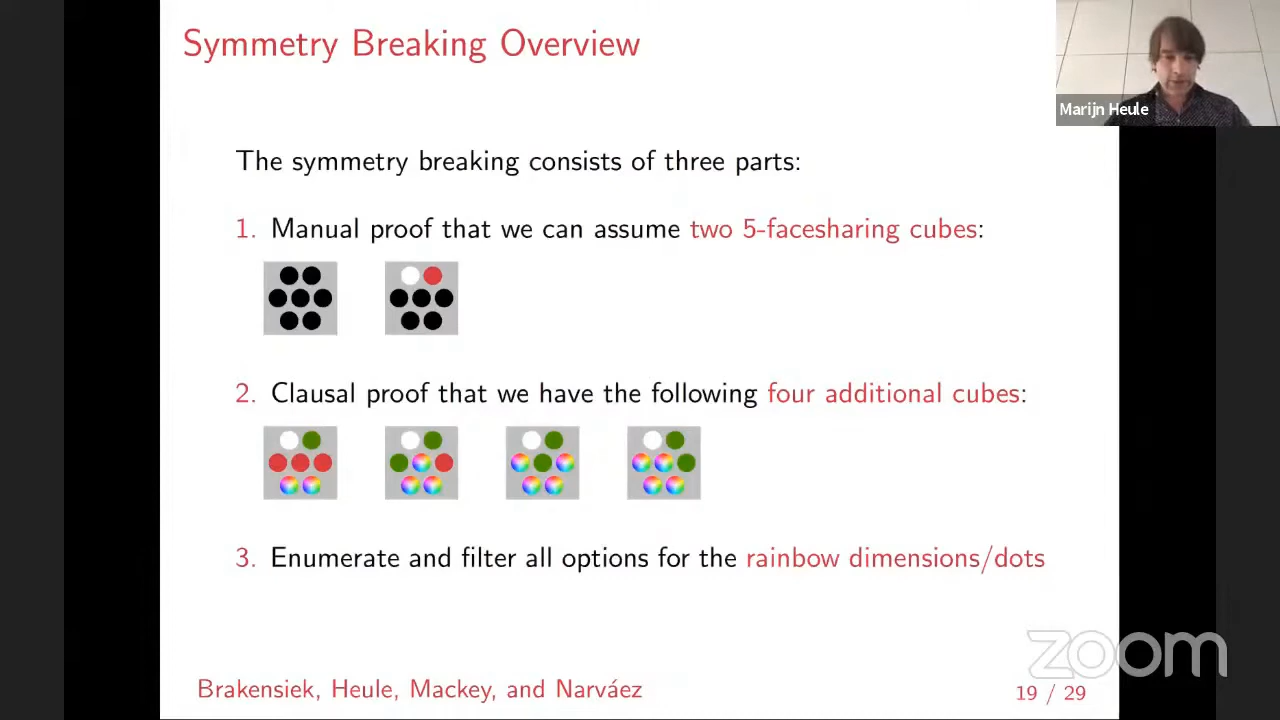 Symmetry Breaking Overview
Marijn Heule
The symmetry breaking consists of three parts:
1. Manual proof that we can assume two 5-facesharing cubes:
2. Clausal proof that we have the following four additional cubes:
3. Enumerate and filter all options for the rainbow dimensions/dots
zoom
Brakensiek, Heule, Mackey, and Narváez
19 / 29